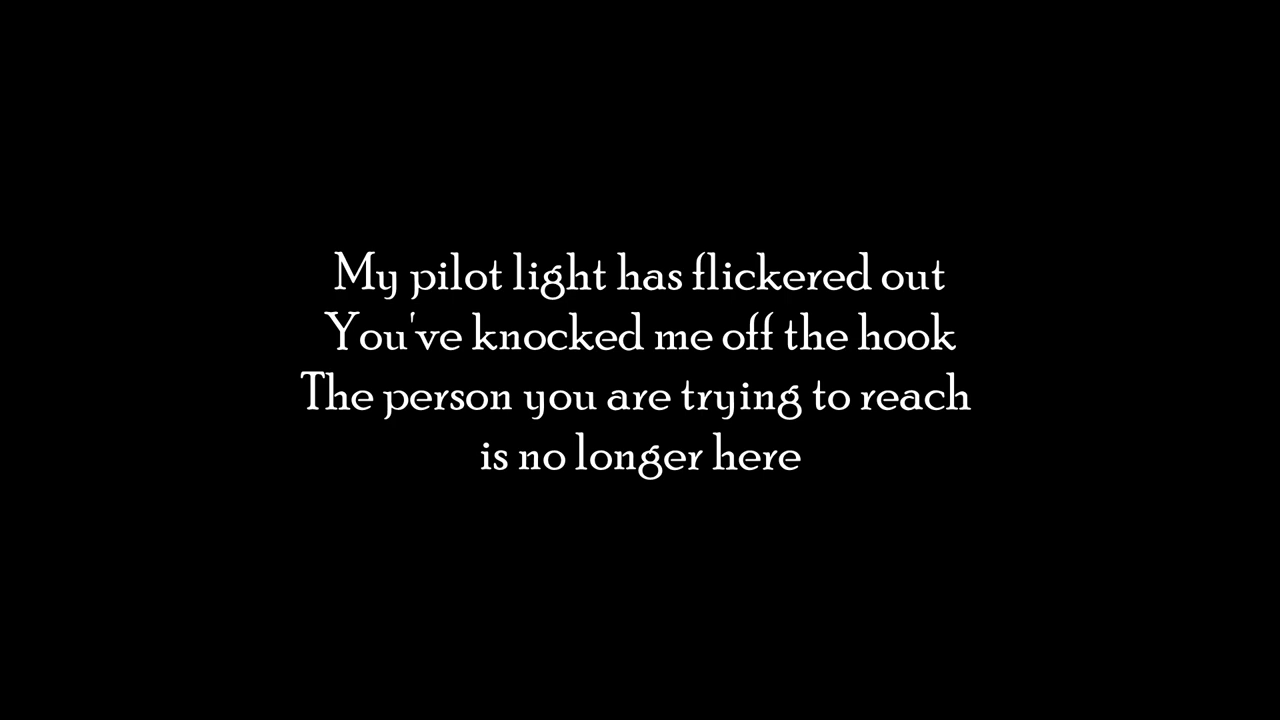 My pilot light has flickered out
You've knocked me off the hook
The person you are trying to reach
is no longer here